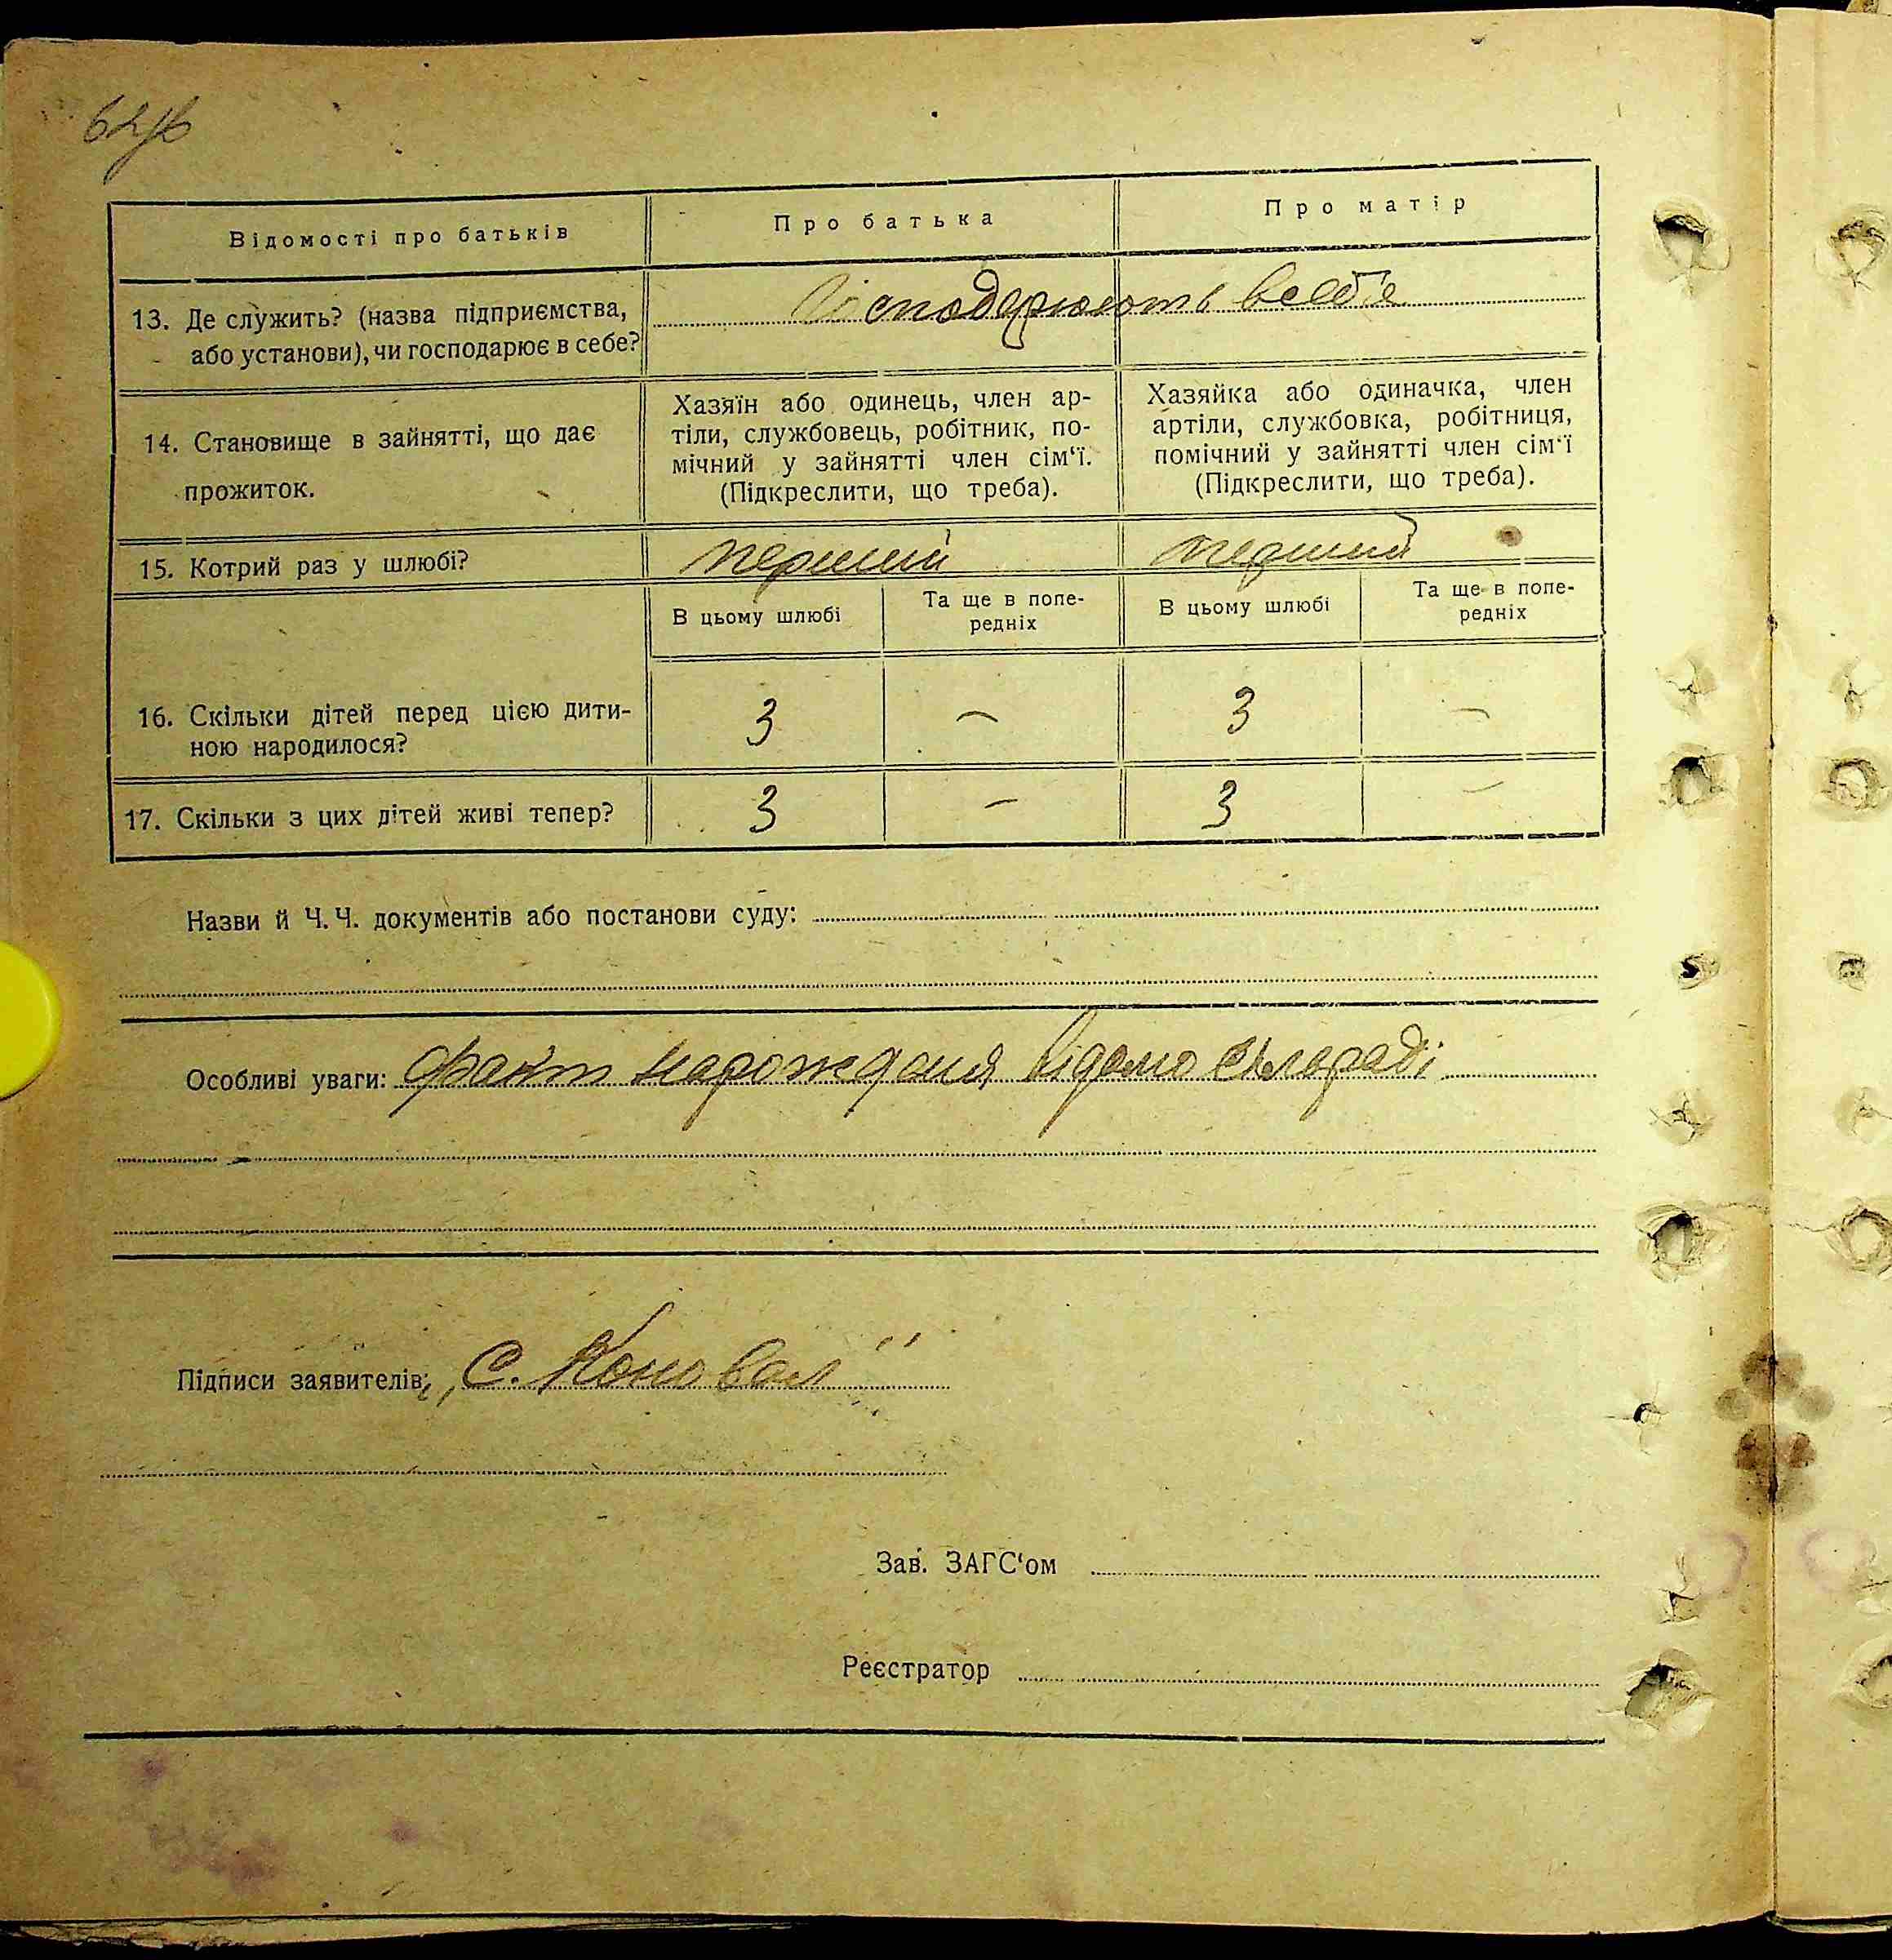 62зв
Відомості про батьків
Про батька
Про матір
13. Де служить? (назва підприємства,
або установи), чи господарює в себе?
Господарюють в себе
14. Становище в зайнятті, що дає
прожиток.
Хазяїн або одинець, член ар-
тіли, службовець, робітник, по-
мічний у зайнятті член сім‘ї.
(Підкреслити, що треба).
Хазяйка або одиначка, член
артіли, службовка, робітниця,
помічний у зайнятті член сім‘ї
(Підкреслити, що треба).
15. Котрий раз у шлюбі?
перший
перший
В цьому шлюбі
Та ще в попе-
редніх
В цьому шлюбі
Та ще в попе-
редніх
16. Скільки дітей перед цією дити-
ною народилося?
3 – 3 –
17. Скільки з цих дітей живі тепер?
3 – 3 –
Назви й Ч.Ч. документів або постанови суду:
Особливі уваги: Факт народженя відомо сільраді
Підписи заявителів: „С. Коновал"
Зав. ЗАГС‘ом
Реєстратор